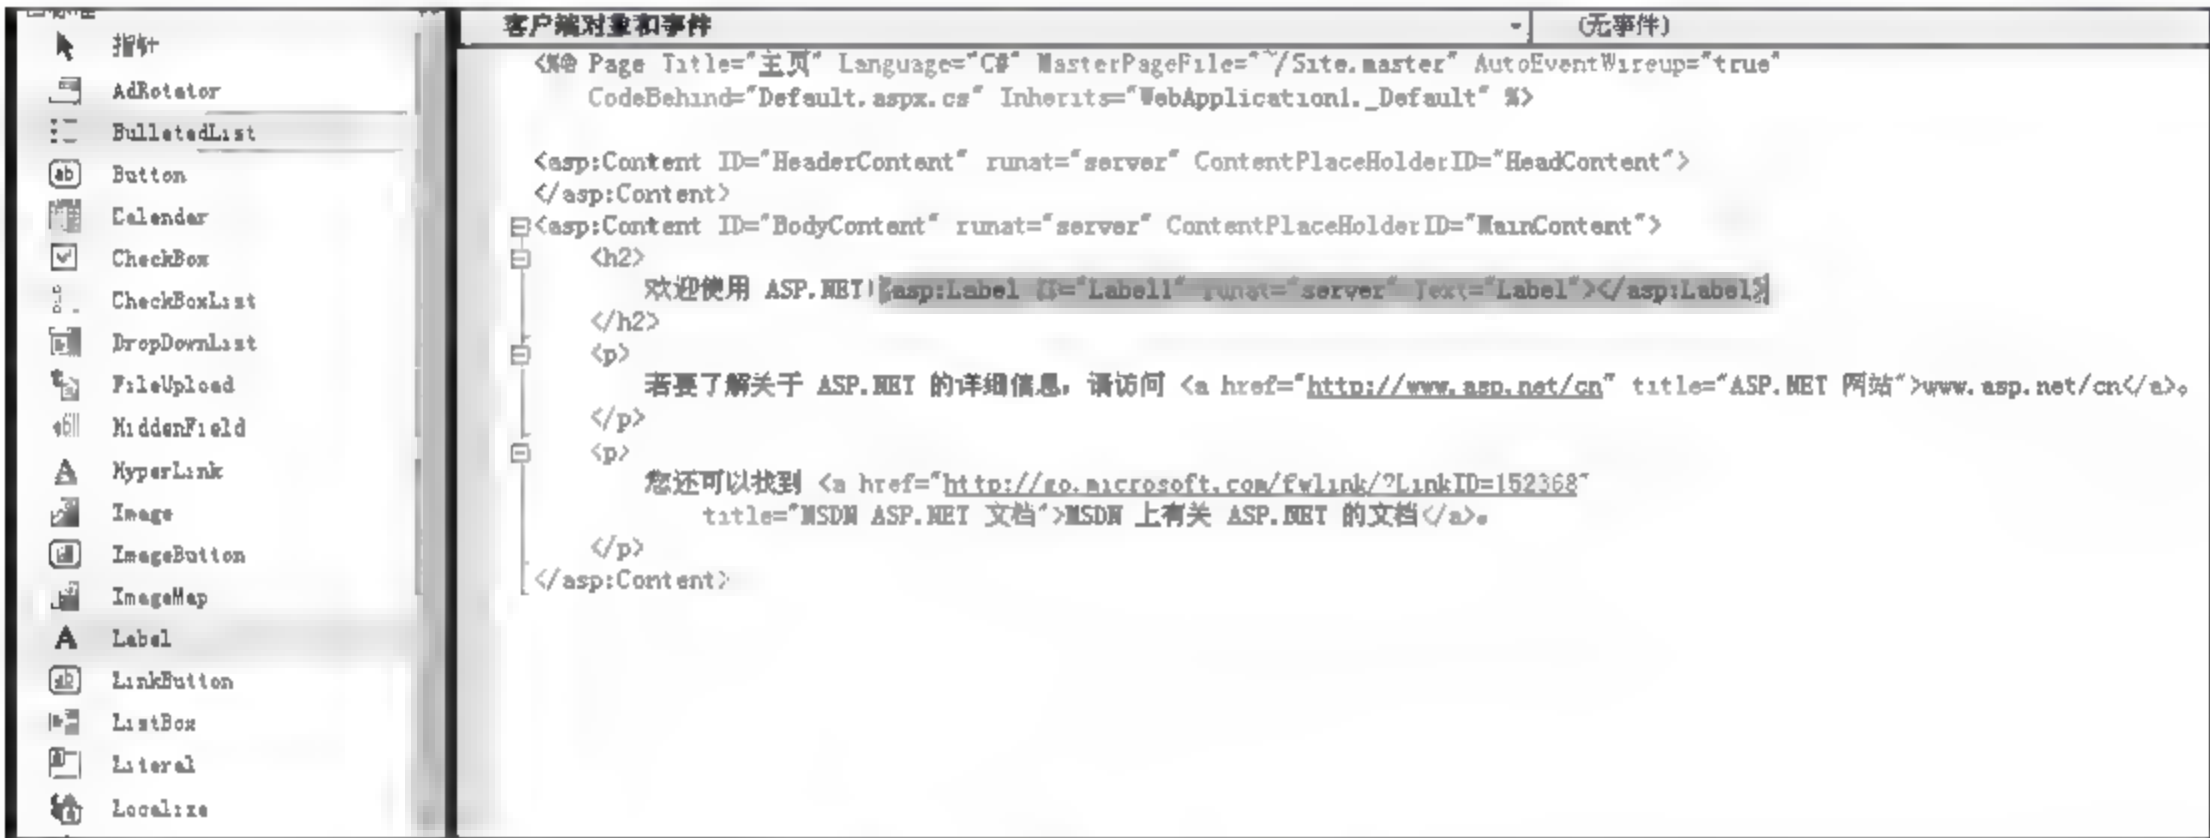 指针
AdRotator
BulletedList
Button
Calendar
CheckBox
CheckBoxList
DropDownList
FileUpload
HiddenField
HyperLink
Image
ImageButton
ImageMap
Label
LinkButton
ListBox
Literal
Localize
客户端对象和事件
(无事件)
<%@ Page Title="主页" Language="C#" MasterPageFile="~/Site.master" AutoEventWireup="true"
CodeBehind="Default.aspx.cs" Inherits="WebApplication1._Default" %>
<asp:Content ID="HeaderContent" runat="server" ContentPlaceHolderID="HeadContent">
</asp:Content>
<asp:Content ID="BodyContent" runat="server" ContentPlaceHolderID="MainContent">
<h2>
欢迎使用 ASP.NET!<asp:Label ID="Label1" runat="server" Text="Label"></asp:Label>
</h2>
<p>
若要了解关于 ASP.NET 的详细信息，请访问 <a href="http://www.asp.net/cn" title="ASP.NET 网站">www.asp.net/cn</a>。
</p>
<p>
您还可以找到 <a href="http://go.microsoft.com/fwlink/?LinkID=152368"
title="MSDN ASP.NET 文档">MSDN 上有关 ASP.NET 的文档</a>。
</p>
</asp:Content>